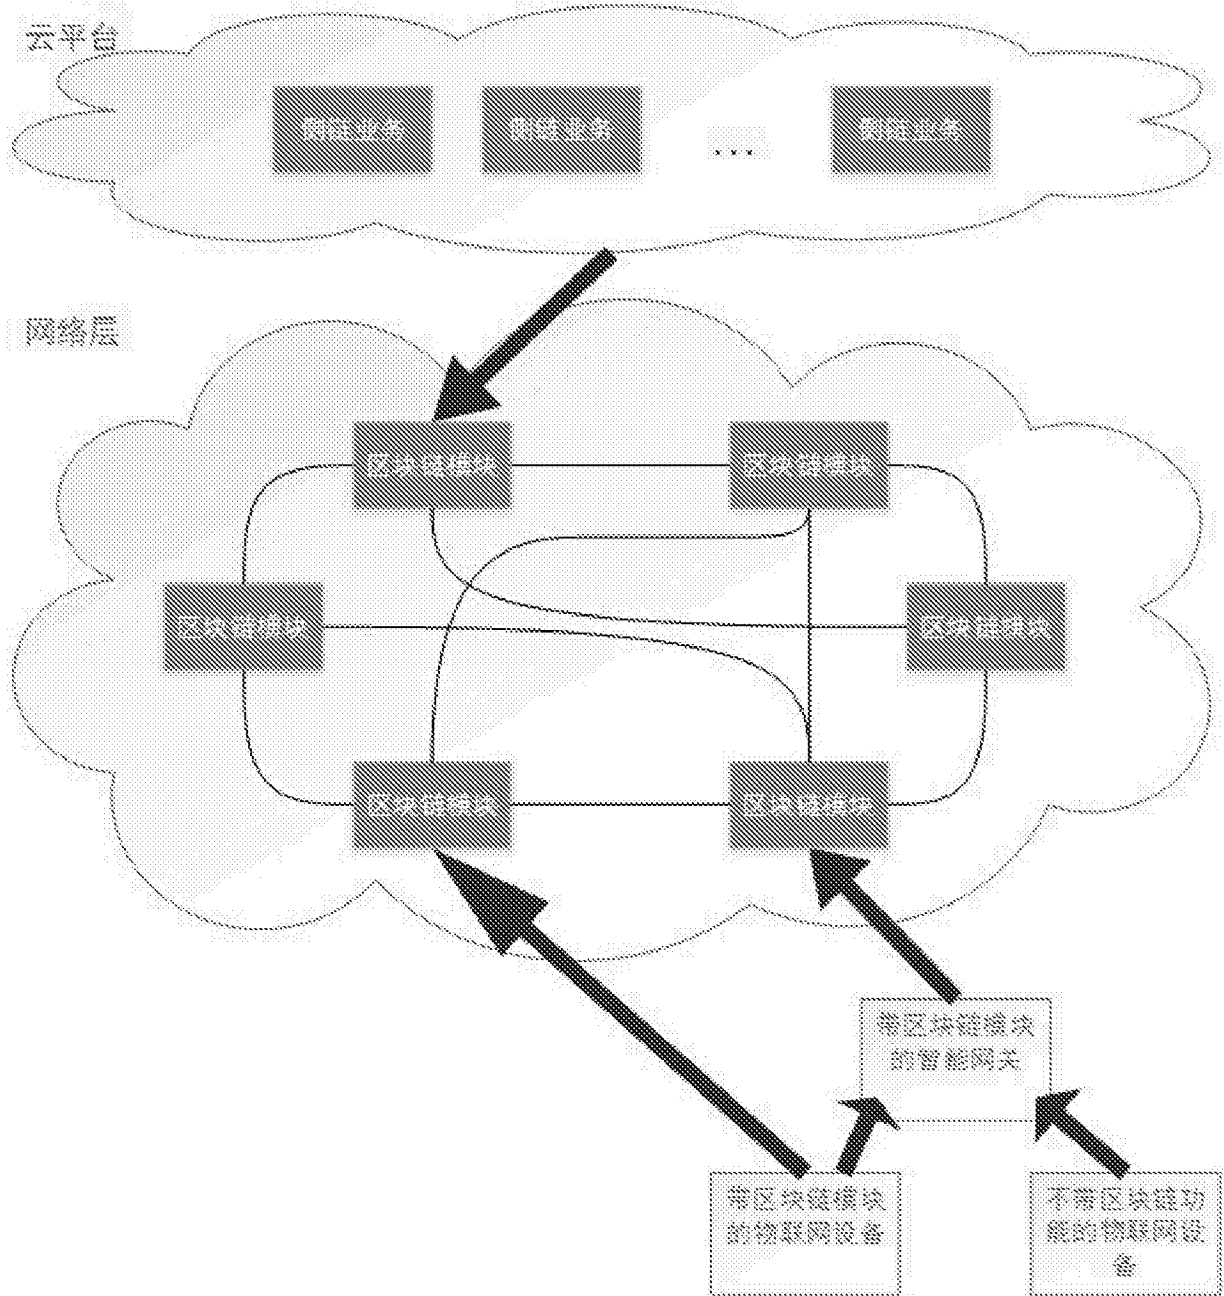 云平台
侧链业务
侧链业务
...
侧链业务
网络层
区块链模块
区块链模块
区块链模块
区块链模块
区块链模块
区块链模块
带区块链模块
的智能网关
带区块链模块
的物联网设备
不带区块链功
能的物联网设
备